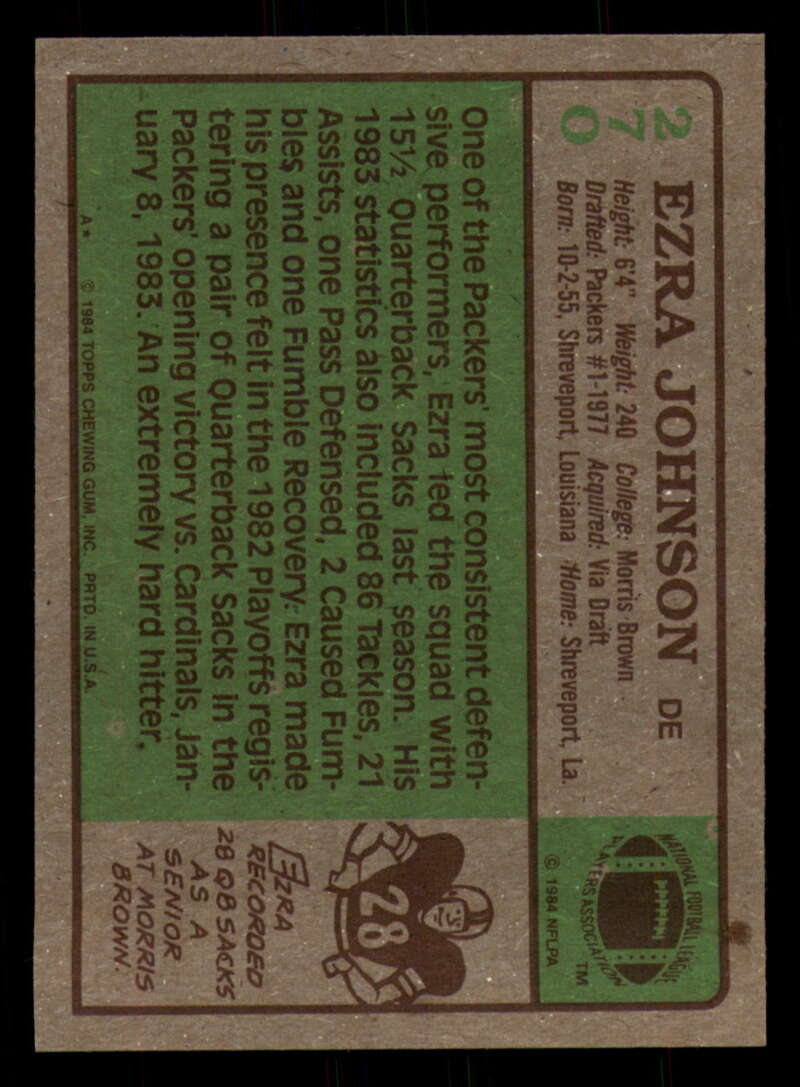 270
EZRA JOHNSON DE
Height: 6'4" Weight: 240 College: Morris Brown
Drafted: Packers #1-1977 Acquired: Via Draft
Born: 10-2-55, Shreveport, Louisiana Home: Shreveport, La.
NATIONAL FOOTBALL LEAGUE
PLAYERS ASSOCIATION
TM
© 1984 NFLPA
One of the Packers' most consistent defen-
sive performers, Ezra led the squad with
15½ Quarterback Sacks last season. His
1983 statistics also included 86 Tackles, 21
Assists, one Pass Defensed, 2 Caused Fum-
bles and one Fumble Recovery. Ezra made
his presence felt in the 1982 Playoffs regis-
tering a pair of Quarterback Sacks in the
Packers' opening victory vs. Cardinals, Jan-
uary 8, 1983. An extremely hard hitter.
28
EZRA
RECORDED
28 QB SACKS
AS A
SENIOR
AT MORRIS
BROWN.
A* © 1984 TOPPS CHEWING GUM, INC. PRTD. IN U.S.A.